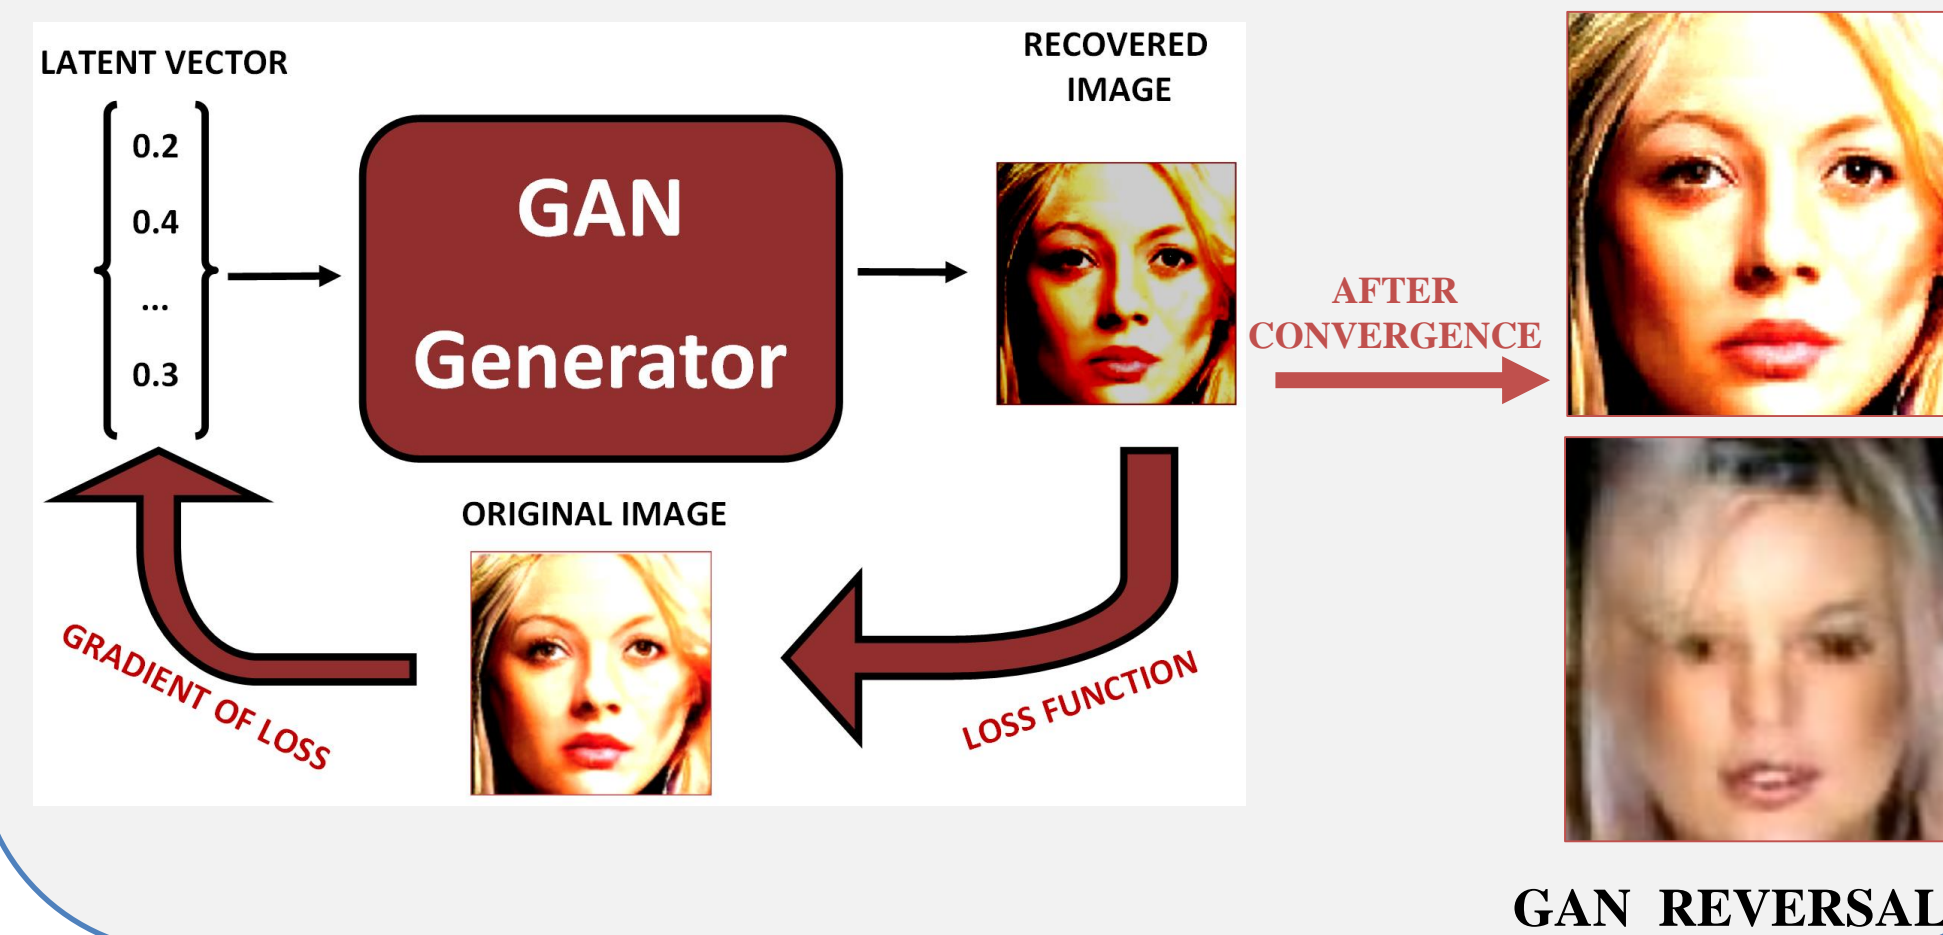 LATENT VECTOR
0.2
0.4
...
0.3
GAN
Generator
RECOVERED
IMAGE
AFTER
CONVERGENCE
ORIGINAL IMAGE
GRADIENT OF LOSS
LOSS FUNCTION
GAN REVERSAL